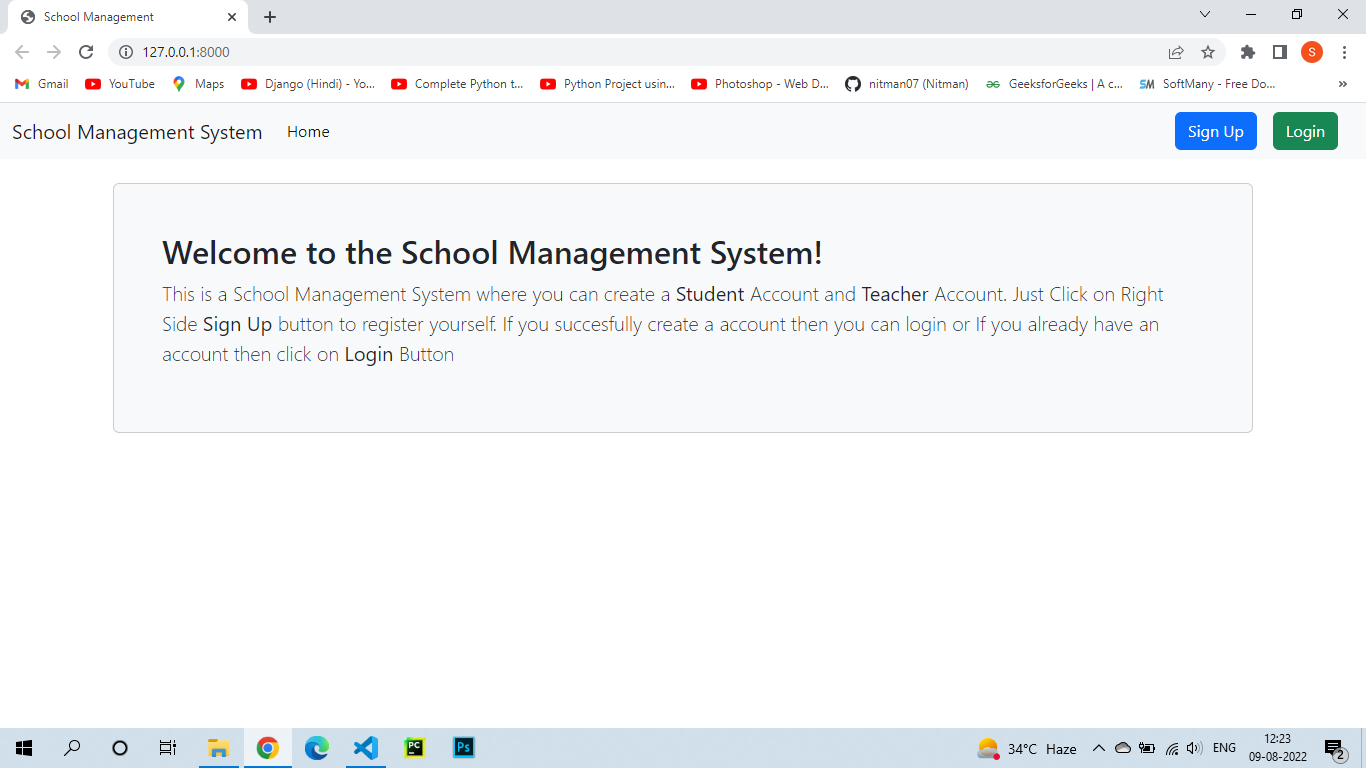 School Management
127.0.0.1:8000
S
Gmail YouTube Maps Django (Hindi) - Yo... Complete Python t... Python Project usin... Photoshop - Web D... nitman07 (Nitman) GeeksforGeeks | A c... SM SoftMany - Free Do... »
School Management System Home Sign Up Login
Welcome to the School Management System!
This is a School Management System where you can create a Student Account and Teacher Account. Just Click on Right
Side Sign Up button to register yourself. If you succesfully create a account then you can login or If you already have an
account then click on Login Button
PC Ps 34°C Haze ENG 12:23
09-08-2022 2